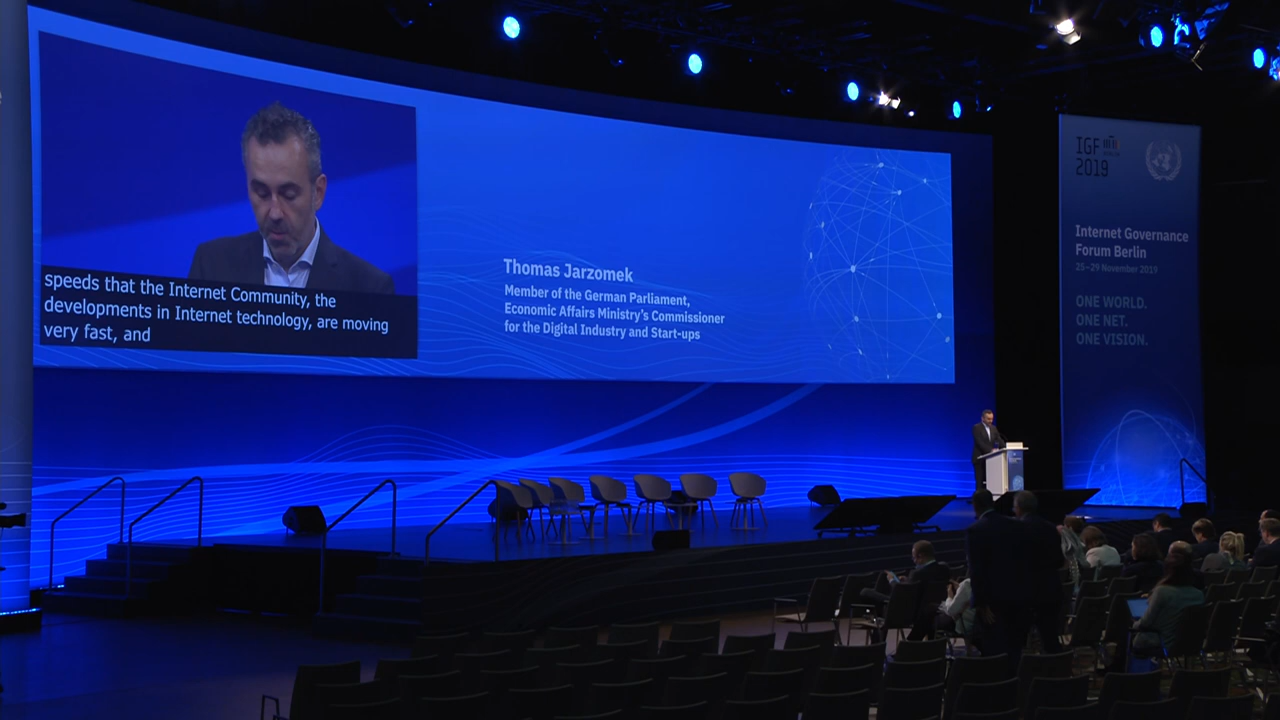 speeds that the Internet Community, the
developments in Internet technology, are moving
very fast, and
Thomas Jarzomek
Member of the German Parliament,
Economic Affairs Ministry's Commissioner
for the Digital Industry and Start-ups
IGF
2019
Internet Governance
Forum Berlin
25–29 November 2019
ONE WORLD.
ONE NET.
ONE VISION.